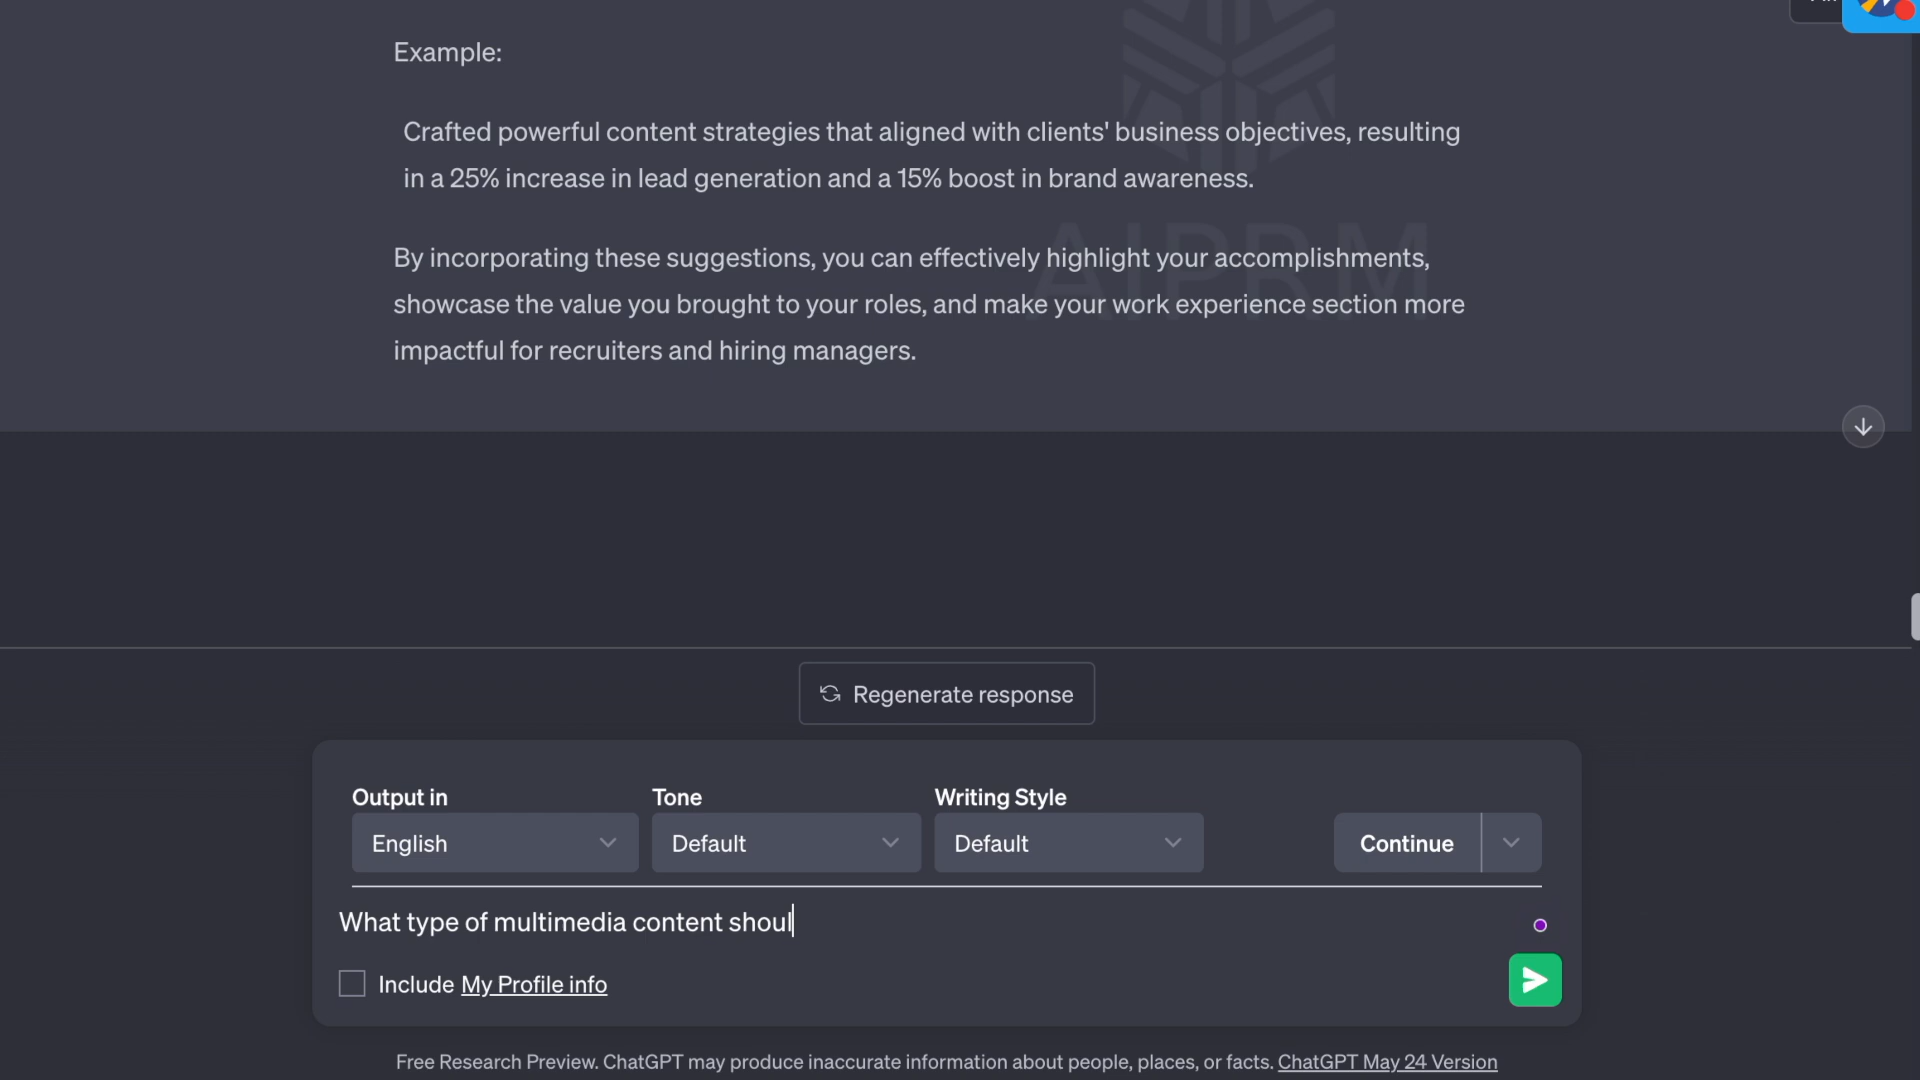 Example:
Crafted powerful content strategies that aligned with clients' business objectives, resulting
in a 25% increase in lead generation and a 15% boost in brand awareness.
By incorporating these suggestions, you can effectively highlight your accomplishments,
showcase the value you brought to your roles, and make your work experience section more
impactful for recruiters and hiring managers.
AIPRM
Regenerate response
Output in
Tone
Writing Style
English
Default
Default
Continue
What type of multimedia content shoul
Include My Profile info
Free Research Preview. ChatGPT may produce inaccurate information about people, places, or facts. ChatGPT May 24 Version